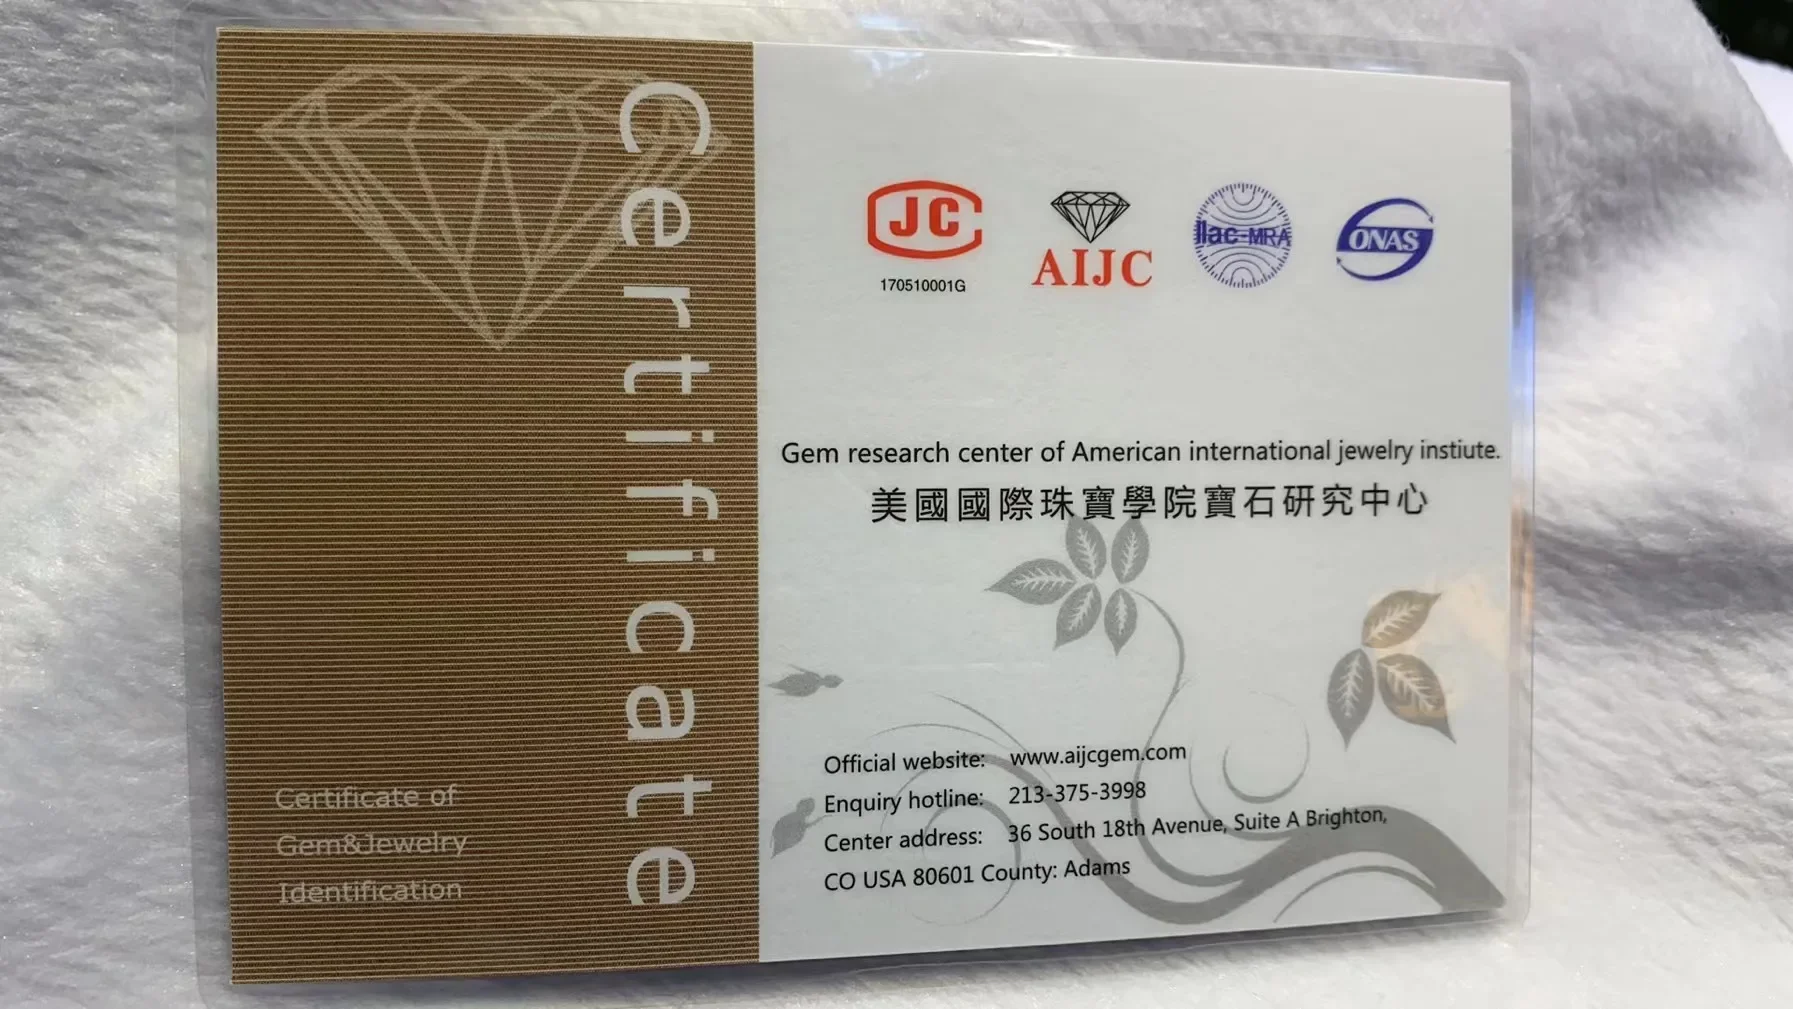 Certificate
Certificate of
Gem&Jewelry
Identification
JC
170510001G
AIJC
ilac-MRA
ONAS
Gem research center of American international jewelry instiute.
美國國際珠寶學院寶石研究中心
Official website: www.aijcgem.com
Enquiry hotline: 213-375-3998
Center address: 36 South 18th Avenue, Suite A Brighton,
CO USA 80601 County: Adams